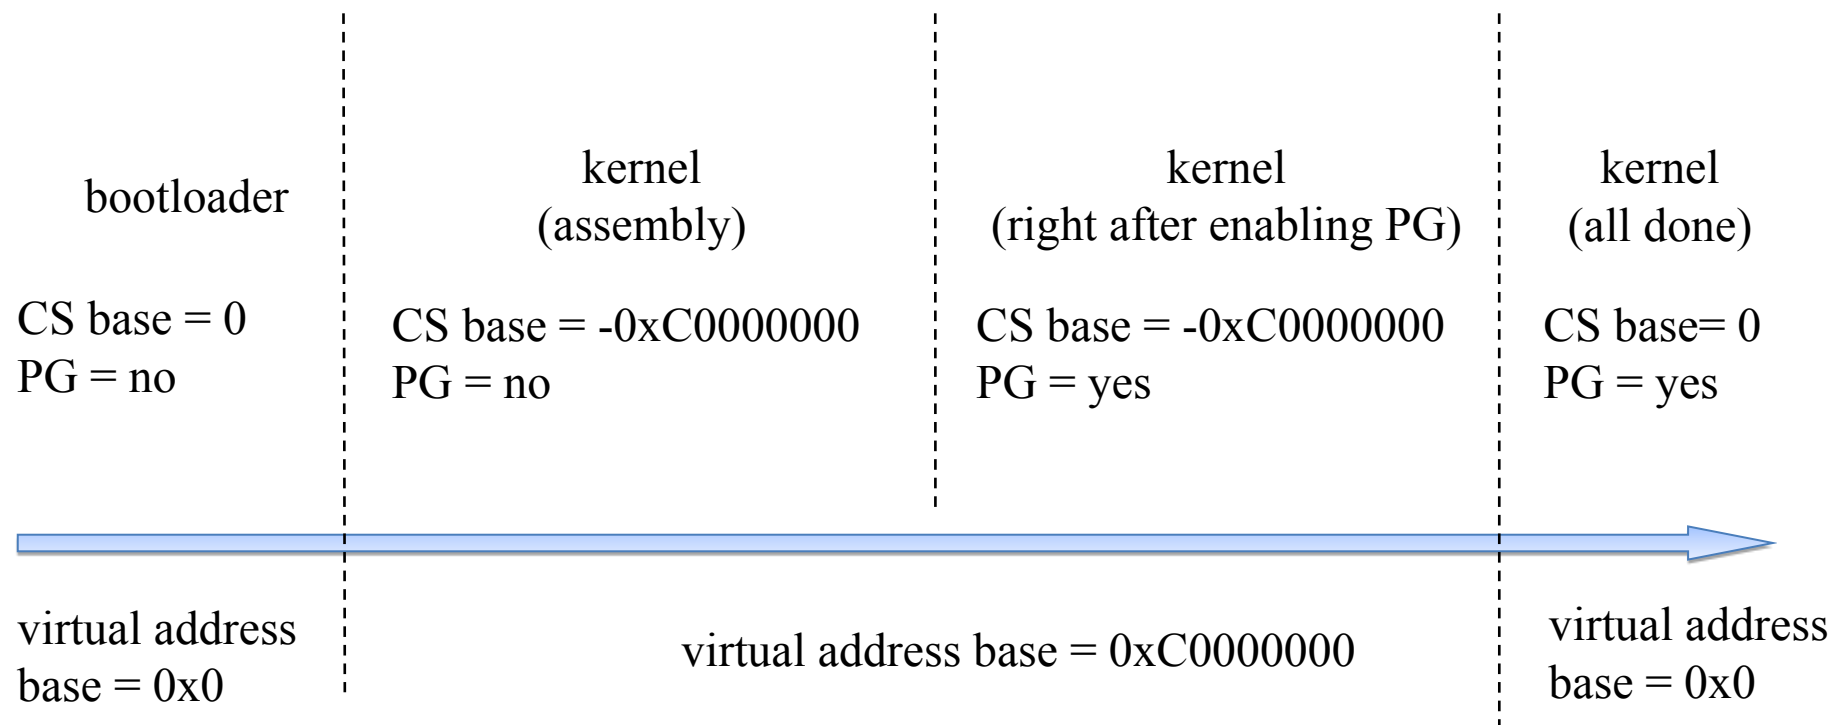 bootloader
CS base = 0
PG = no
kernel
(assembly)
CS base = -0xC0000000
PG = no
kernel
(right after enabling PG)
CS base = -0xC0000000
PG = yes
kernel
(all done)
CS base= 0
PG = yes
virtual address
base = 0x0
virtual address base = 0xC0000000
virtual address
base = 0x0